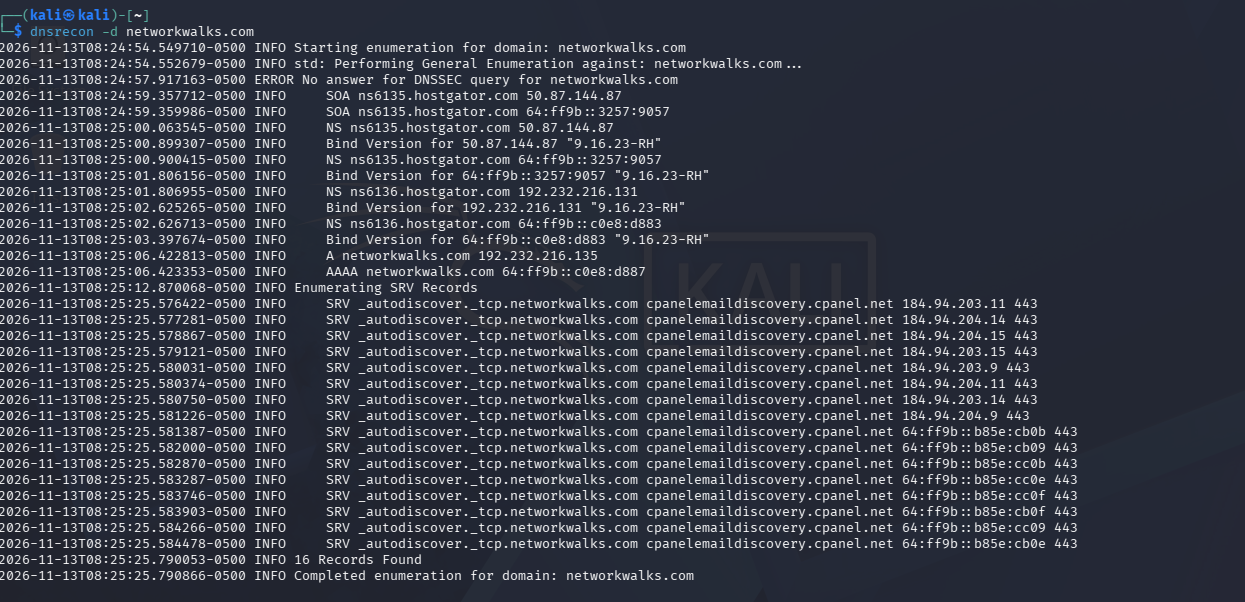 ┌──(kali㉿kali)-[~]
└─$ dnsrecon -d networkwalks.com
2026-11-13T08:24:54.549710-0500 INFO Starting enumeration for domain: networkwalks.com
2026-11-13T08:24:54.552679-0500 INFO std: Performing General Enumeration against: networkwalks.com...
2026-11-13T08:24:57.917163-0500 ERROR No answer for DNSSEC query for networkwalks.com
2026-11-13T08:24:59.357712-0500 INFO     SOA ns6135.hostgator.com 50.87.144.87
2026-11-13T08:24:59.359986-0500 INFO     SOA ns6135.hostgator.com 64:ff9b::3257:9057
2026-11-13T08:25:00.063545-0500 INFO     NS ns6135.hostgator.com 50.87.144.87
2026-11-13T08:25:00.899307-0500 INFO     Bind Version for 50.87.144.87 "9.16.23-RH"
2026-11-13T08:25:00.900415-0500 INFO     NS ns6135.hostgator.com 64:ff9b::3257:9057
2026-11-13T08:25:01.806156-0500 INFO     Bind Version for 64:ff9b::3257:9057 "9.16.23-RH"
2026-11-13T08:25:01.806955-0500 INFO     NS ns6136.hostgator.com 192.232.216.131
2026-11-13T08:25:02.625265-0500 INFO     Bind Version for 192.232.216.131 "9.16.23-RH"
2026-11-13T08:25:02.626713-0500 INFO     NS ns6136.hostgator.com 64:ff9b::c0e8:d883
2026-11-13T08:25:03.397674-0500 INFO     Bind Version for 64:ff9b::c0e8:d883 "9.16.23-RH"
2026-11-13T08:25:06.422813-0500 INFO     A networkwalks.com 192.232.216.135
2026-11-13T08:25:06.423353-0500 INFO     AAAA networkwalks.com 64:ff9b::c0e8:d887
2026-11-13T08:25:12.870068-0500 INFO Enumerating SRV Records
2026-11-13T08:25:25.576422-0500 INFO     SRV _autodiscover._tcp.networkwalks.com cpanelemaildiscovery.cpanel.net 184.94.203.11 443
2026-11-13T08:25:25.577281-0500 INFO     SRV _autodiscover._tcp.networkwalks.com cpanelemaildiscovery.cpanel.net 184.94.204.14 443
2026-11-13T08:25:25.578867-0500 INFO     SRV _autodiscover._tcp.networkwalks.com cpanelemaildiscovery.cpanel.net 184.94.204.15 443
2026-11-13T08:25:25.579121-0500 INFO     SRV _autodiscover._tcp.networkwalks.com cpanelemaildiscovery.cpanel.net 184.94.203.15 443
2026-11-13T08:25:25.580031-0500 INFO     SRV _autodiscover._tcp.networkwalks.com cpanelemaildiscovery.cpanel.net 184.94.203.9 443
2026-11-13T08:25:25.580374-0500 INFO     SRV _autodiscover._tcp.networkwalks.com cpanelemaildiscovery.cpanel.net 184.94.204.11 443
2026-11-13T08:25:25.580750-0500 INFO     SRV _autodiscover._tcp.networkwalks.com cpanelemaildiscovery.cpanel.net 184.94.203.14 443
2026-11-13T08:25:25.581226-0500 INFO     SRV _autodiscover._tcp.networkwalks.com cpanelemaildiscovery.cpanel.net 184.94.204.9 443
2026-11-13T08:25:25.581387-0500 INFO     SRV _autodiscover._tcp.networkwalks.com cpanelemaildiscovery.cpanel.net 64:ff9b::b85e:cb0b 443
2026-11-13T08:25:25.582000-0500 INFO     SRV _autodiscover._tcp.networkwalks.com cpanelemaildiscovery.cpanel.net 64:ff9b::b85e:cb09 443
2026-11-13T08:25:25.582870-0500 INFO     SRV _autodiscover._tcp.networkwalks.com cpanelemaildiscovery.cpanel.net 64:ff9b::b85e:cc0b 443
2026-11-13T08:25:25.583287-0500 INFO     SRV _autodiscover._tcp.networkwalks.com cpanelemaildiscovery.cpanel.net 64:ff9b::b85e:cc0e 443
2026-11-13T08:25:25.583746-0500 INFO     SRV _autodiscover._tcp.networkwalks.com cpanelemaildiscovery.cpanel.net 64:ff9b::b85e:cc0f 443
2026-11-13T08:25:25.583903-0500 INFO     SRV _autodiscover._tcp.networkwalks.com cpanelemaildiscovery.cpanel.net 64:ff9b::b85e:cb0f 443
2026-11-13T08:25:25.584266-0500 INFO     SRV _autodiscover._tcp.networkwalks.com cpanelemaildiscovery.cpanel.net 64:ff9b::b85e:cc09 443
2026-11-13T08:25:25.584478-0500 INFO     SRV _autodiscover._tcp.networkwalks.com cpanelemaildiscovery.cpanel.net 64:ff9b::b85e:cb0e 443
2026-11-13T08:25:25.790053-0500 INFO 16 Records Found
2026-11-13T08:25:25.790866-0500 INFO Completed enumeration for domain: networkwalks.com
KALI